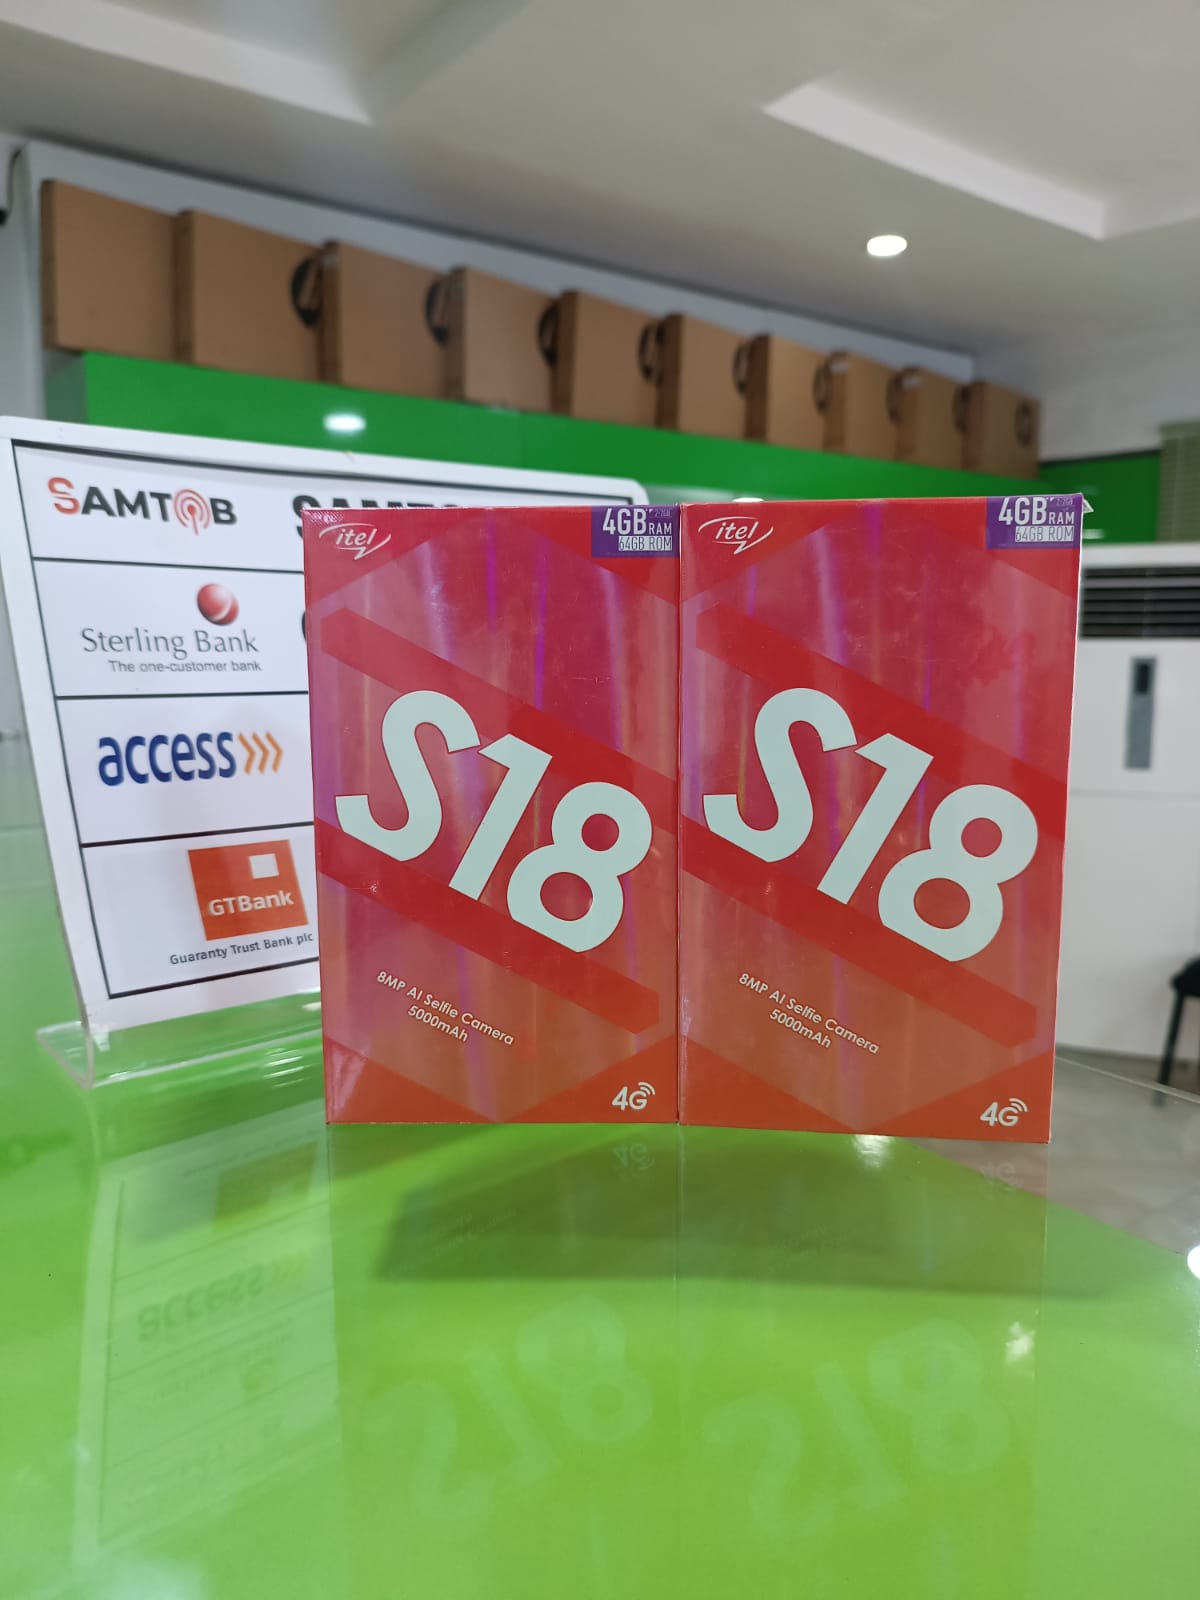 SAMTOB
Sterling Bank
The one-customer bank
access
GTBank
Guaranty Trust Bank plc
itel
4GB RAM
64GB ROM
S18
8MP AI Selfie Camera
5000mAh
4G
itel
4GB RAM
64GB ROM
S18
8MP AI Selfie Camera
5000mAh
4G